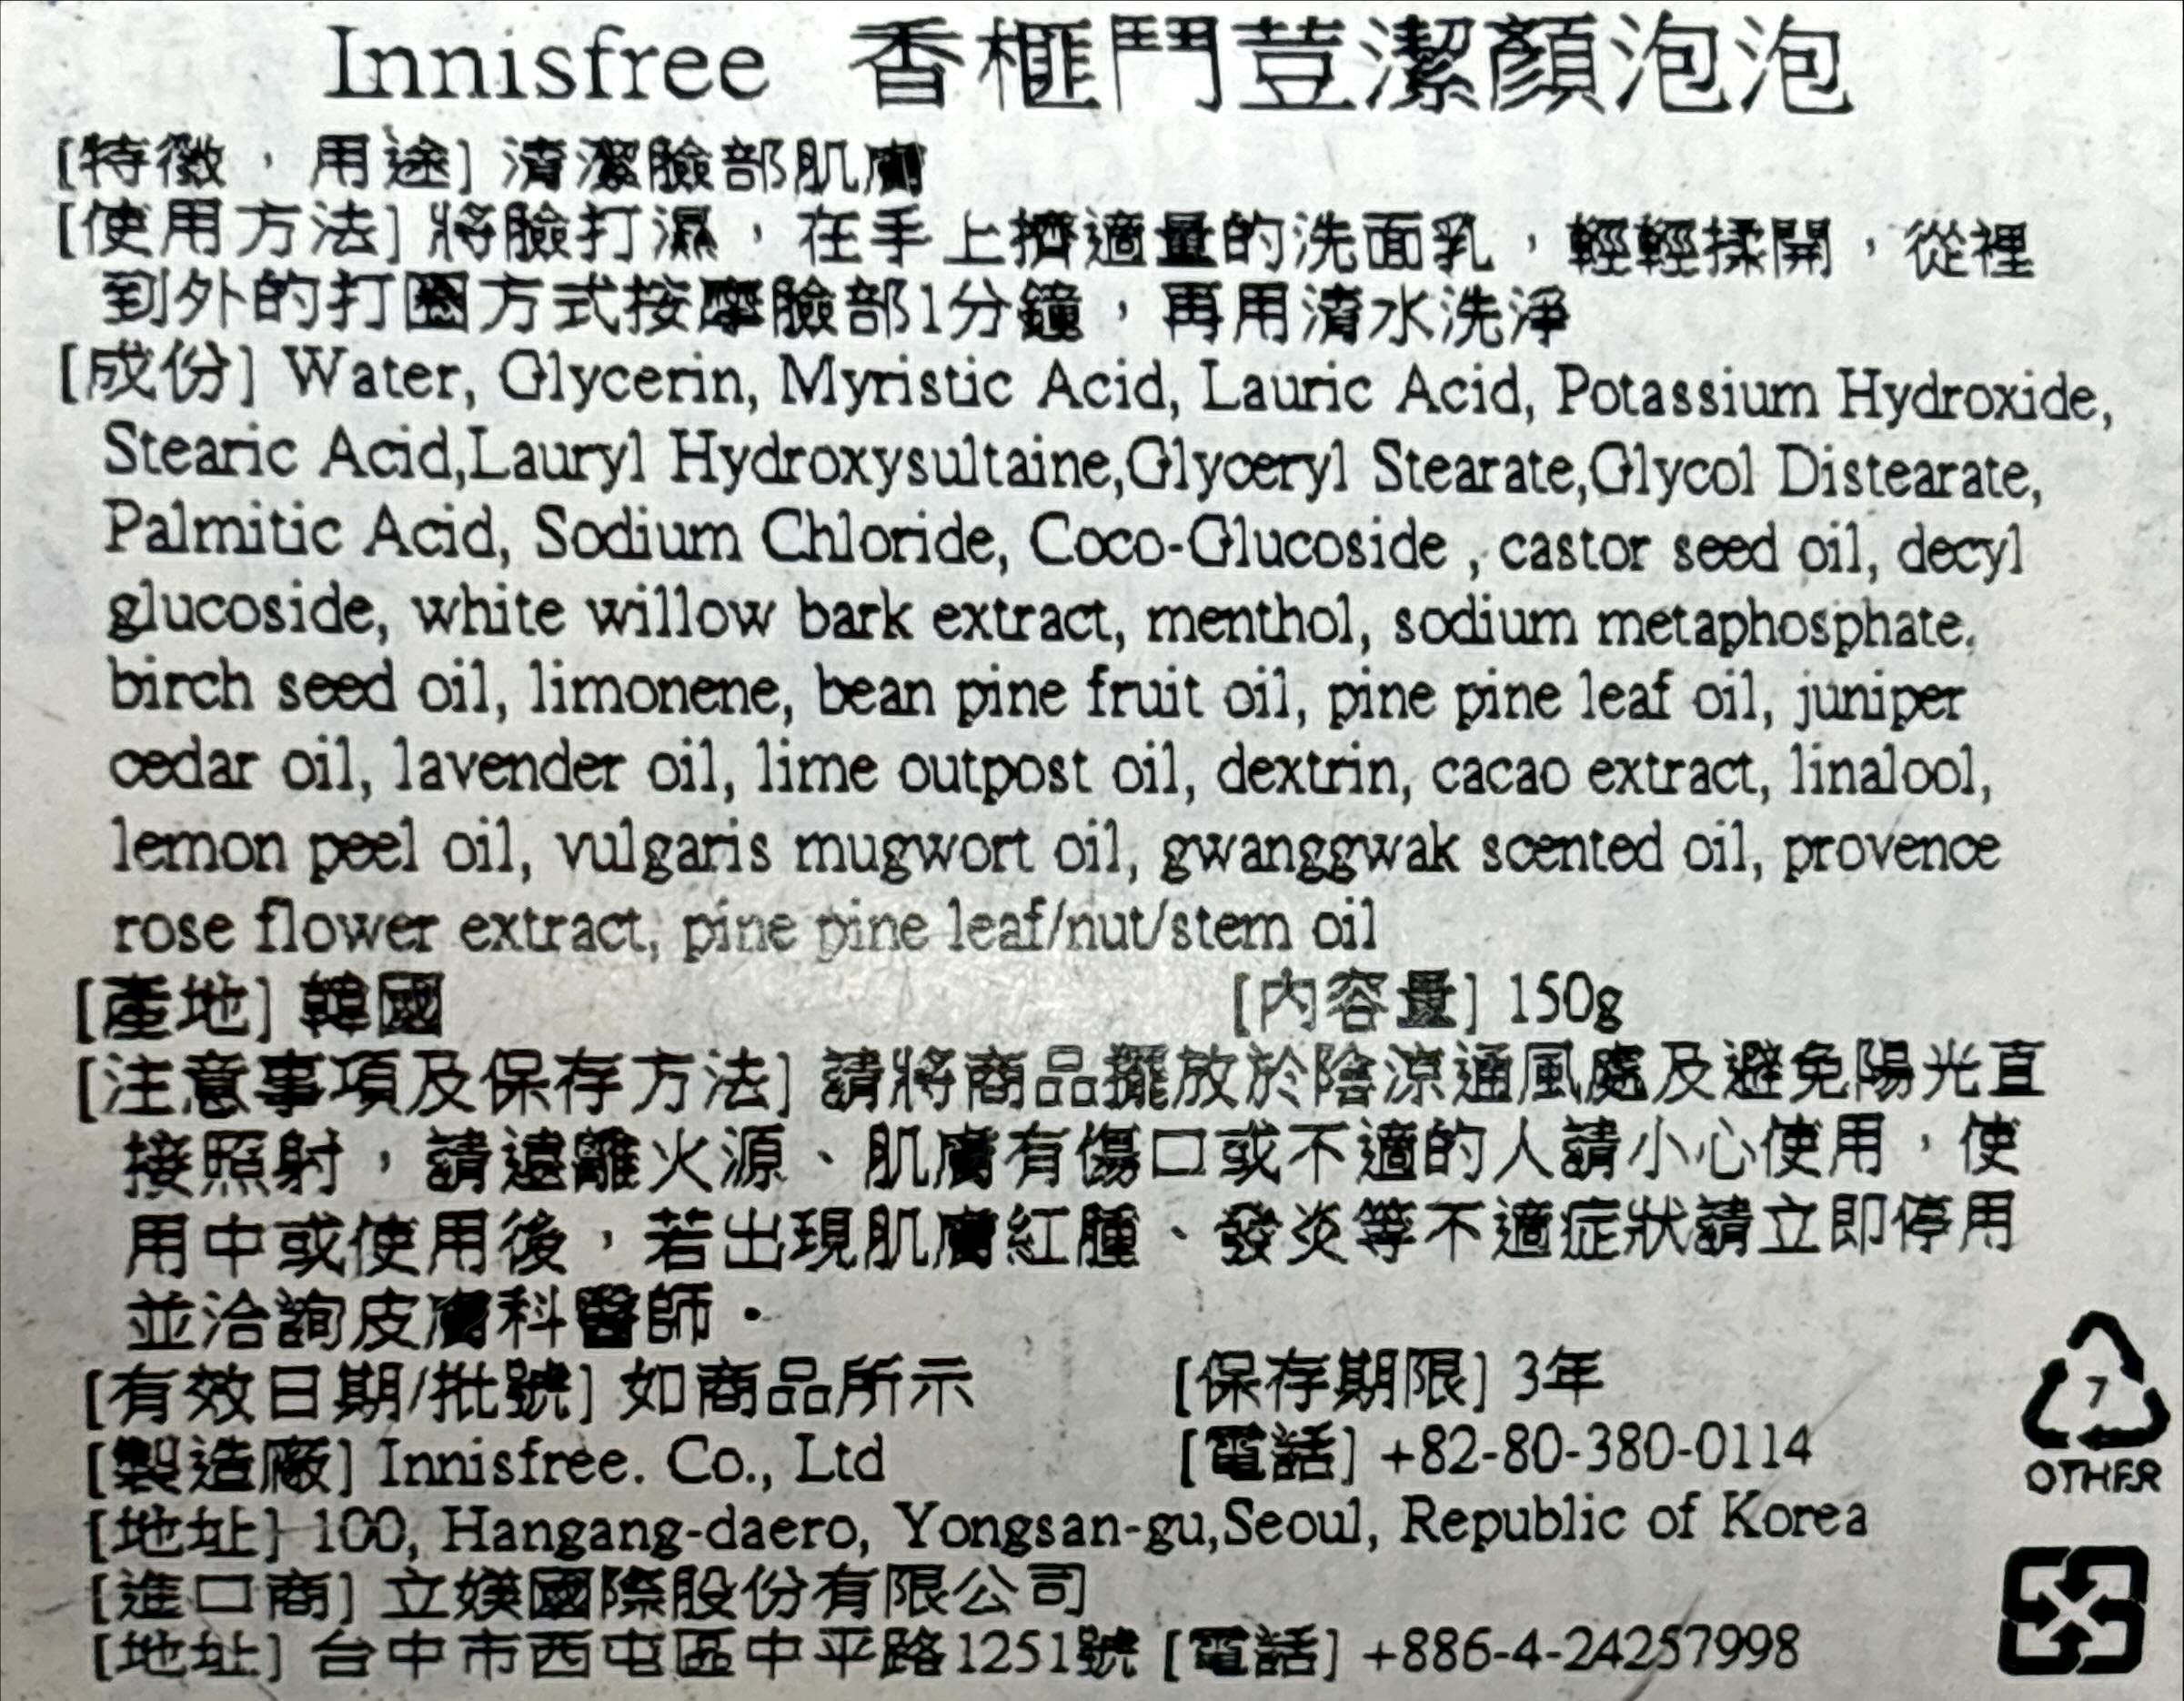 Innisfree 香榧鬥荳潔顏泡泡
[特徵，用途] 清潔臉部肌膚
[使用方法] 將臉打濕，在手上擠適量的洗面乳，輕輕揉開，從裡
到外的打圈方式按摩臉部1分鐘，再用清水洗淨
[成份] Water, Glycerin, Myristic Acid, Lauric Acid, Potassium Hydroxide,
Stearic Acid,Lauryl Hydroxysultaine,Glyceryl Stearate,Glycol Distearate,
Palmitic Acid, Sodium Chloride, Coco-Glucoside , castor seed oil, decyl
glucoside, white willow bark extract, menthol, sodium metaphosphate,
birch seed oil, limonene, bean pine fruit oil, pine pine leaf oil, juniper
cedar oil, lavender oil, lime outpost oil, dextrin, cacao extract, linalool,
lemon peel oil, vulgaris mugwort oil, gwanggwak scented oil, provence
rose flower extract, pine pine leaf/nut/stem oil
[產地] 韓國 [內容量] 150g
[注意事項及保存方法] 請將商品擺放於陰涼通風處及避免陽光直
接照射，請遠離火源、肌膚有傷口或不適的人請小心使用，使
用中或使用後，若出現肌膚紅腫、發炎等不適症狀請立即停用
並洽詢皮膚科醫師。
[有效日期/批號] 如商品所示 [保存期限] 3年
[製造廠] Innisfree. Co., Ltd [電話] +82-80-380-0114
[地址] 100, Hangang-daero, Yongsan-gu,Seoul, Republic of Korea
[進口商] 立媖國際股份有限公司
[地址] 台中市西屯區中平路1251號 [電話] +886-4-24257998
7
OTHER